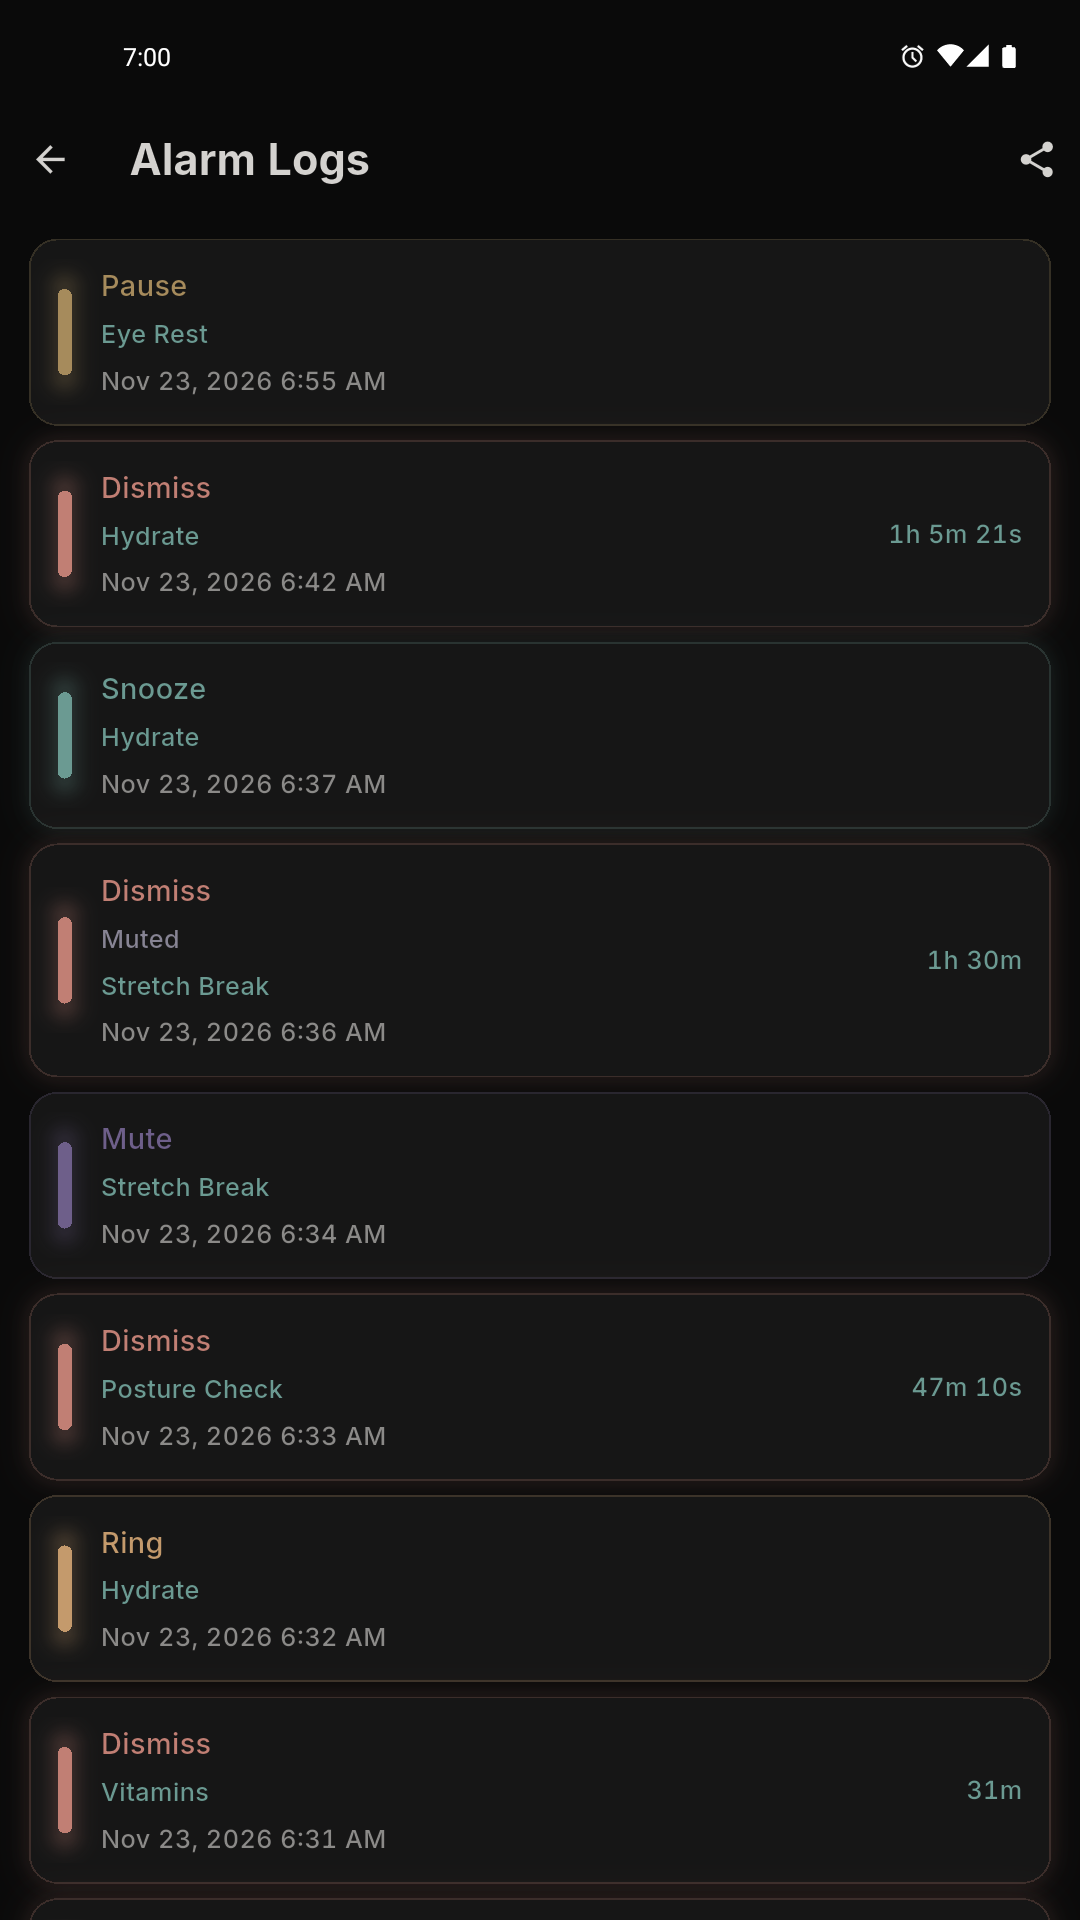 7:00
Alarm Logs
Pause
Eye Rest
Nov 23, 2026 6:55 AM
Dismiss
Hydrate
1h 5m 21s
Nov 23, 2026 6:42 AM
Snooze
Hydrate
Nov 23, 2026 6:37 AM
Dismiss
Muted
1h 30m
Stretch Break
Nov 23, 2026 6:36 AM
Mute
Stretch Break
Nov 23, 2026 6:34 AM
Dismiss
Posture Check
47m 10s
Nov 23, 2026 6:33 AM
Ring
Hydrate
Nov 23, 2026 6:32 AM
Dismiss
Vitamins
31m
Nov 23, 2026 6:31 AM